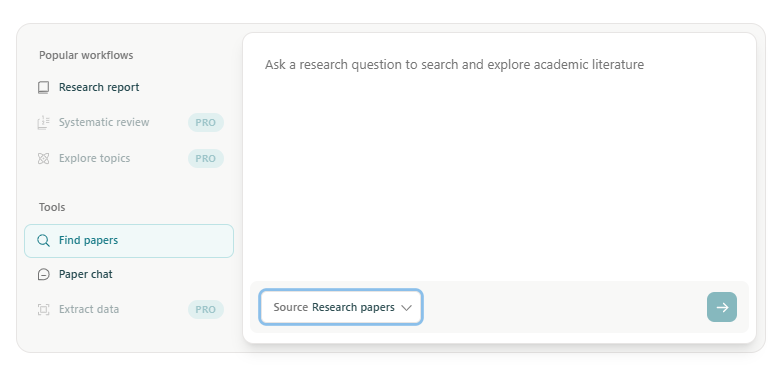 Popular workflows
Research report
Systematic review PRO
Explore topics PRO
Tools
Find papers
Paper chat
Extract data PRO
Ask a research question to search and explore academic literature
Source Research papers